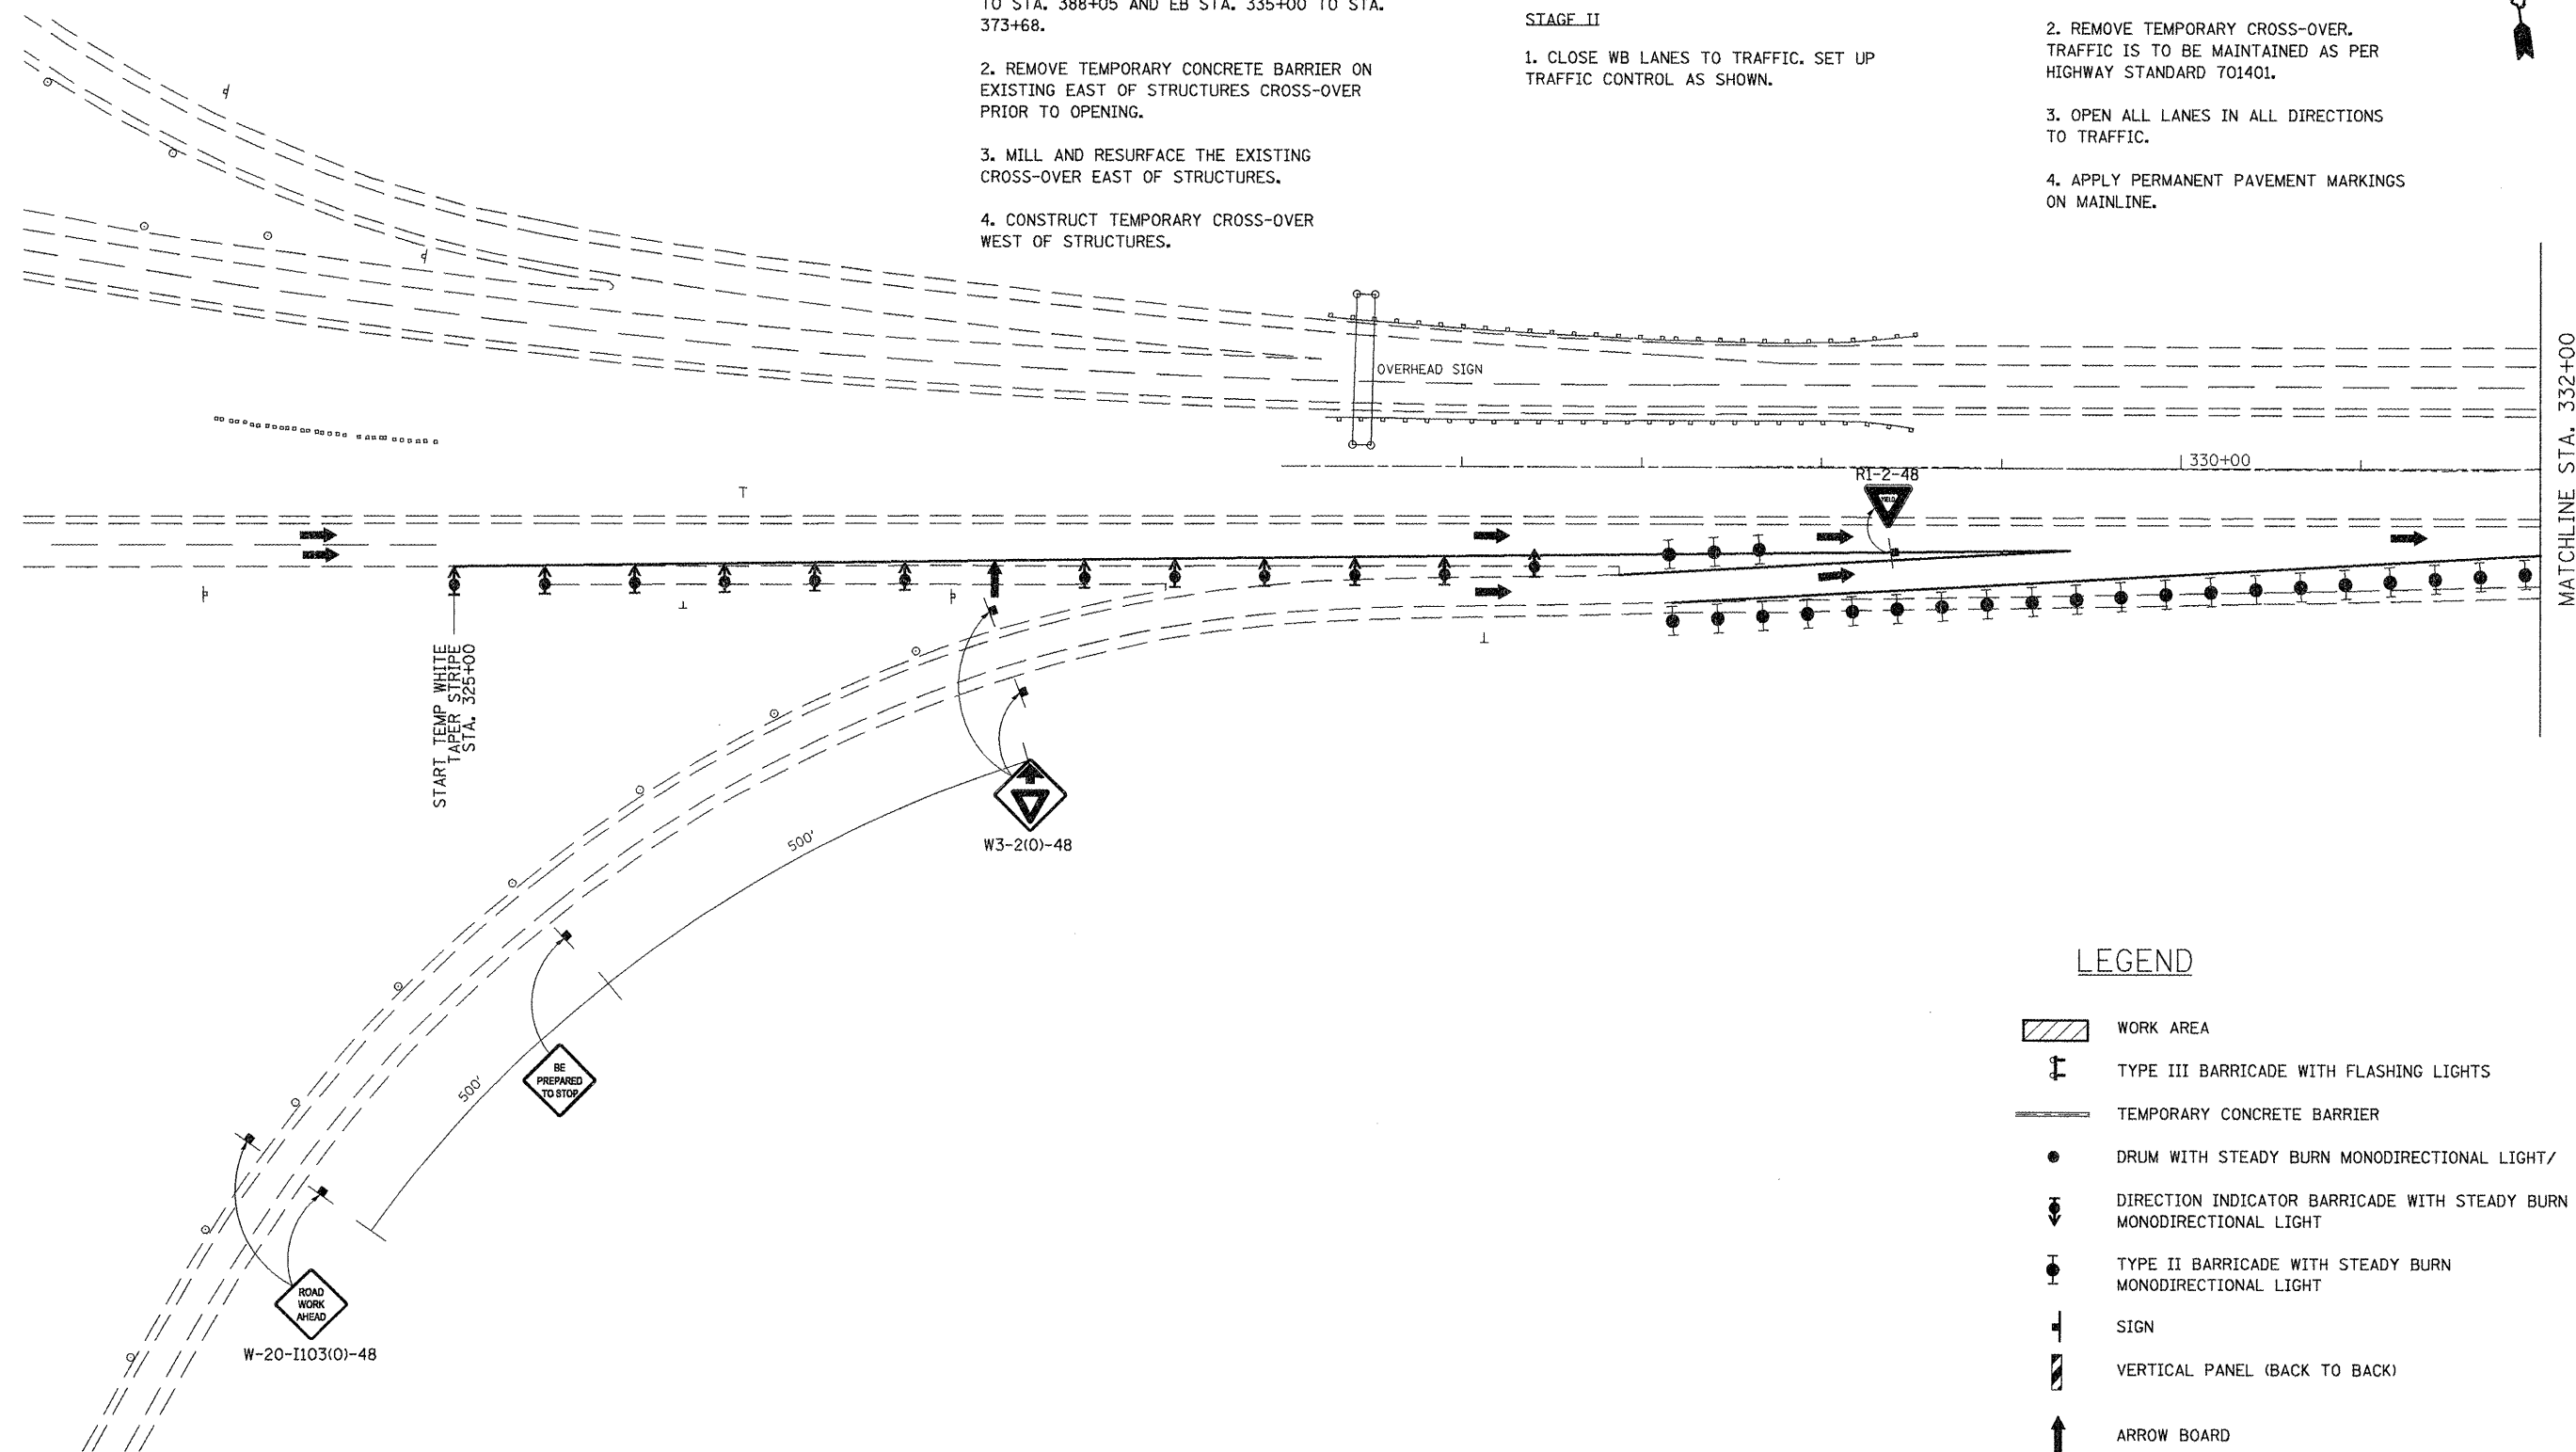 TO STA. 388+05 AND EB STA. 335+00 TO STA.
373+68.
2. REMOVE TEMPORARY CONCRETE BARRIER ON
EXISTING EAST OF STRUCTURES CROSS-OVER
PRIOR TO OPENING.
3. MILL AND RESURFACE THE EXISTING
CROSS-OVER EAST OF STRUCTURES.
4. CONSTRUCT TEMPORARY CROSS-OVER
WEST OF STRUCTURES.
STAGE II
1. CLOSE WB LANES TO TRAFFIC. SET UP
TRAFFIC CONTROL AS SHOWN.
2. REMOVE TEMPORARY CROSS-OVER.
TRAFFIC IS TO BE MAINTAINED AS PER
HIGHWAY STANDARD 701401.
3. OPEN ALL LANES IN ALL DIRECTIONS
TO TRAFFIC.
4. APPLY PERMANENT PAVEMENT MARKINGS
ON MAINLINE.
OVERHEAD SIGN
330+00
R1-2-48
YIELD
MATCHLINE STA. 332+00
START TEMP WHITE
TAPER STRIPE
STA. 325+00
500'
W3-2(O)-48
BE
PREPARED
TO STOP
500'
ROAD
WORK
AHEAD
W-20-I103(O)-48
LEGEND
WORK AREA
TYPE III BARRICADE WITH FLASHING LIGHTS
TEMPORARY CONCRETE BARRIER
DRUM WITH STEADY BURN MONODIRECTIONAL LIGHT/
DIRECTION INDICATOR BARRICADE WITH STEADY BURN
MONODIRECTIONAL LIGHT
TYPE II BARRICADE WITH STEADY BURN
MONODIRECTIONAL LIGHT
SIGN
VERTICAL PANEL (BACK TO BACK)
ARROW BOARD